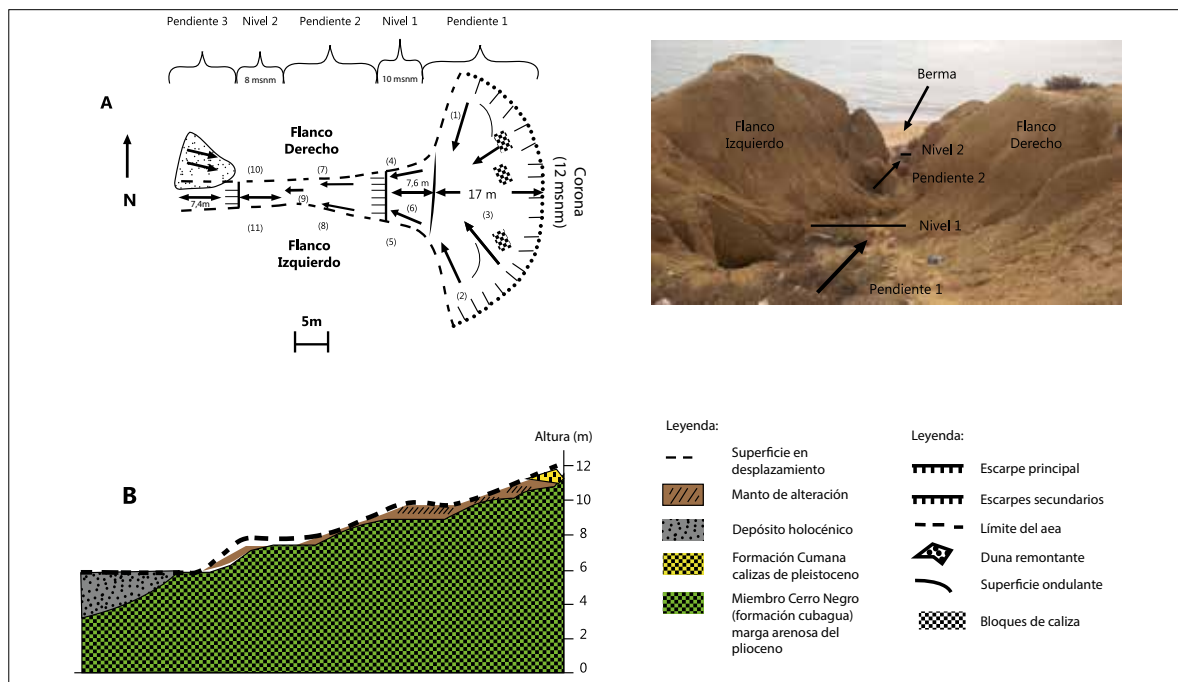 Pendiente 3
Nivel 2
Pendiente 2
Nivel 1
Pendiente 1
8 msnm
10 msnm
A
N
Flanco
Derecho
Flanco
Izquierdo
(1)
(2)
(3)
(4)
(5)
(6)
(7)
(8)
(9)
(10)
(11)
7,6 m
17 m
7,4m
Corona
(12 msnm)
5m
Berma
Flanco
Izquierdo
Flanco
Derecho
Nivel 2
Pendiente 2
Nivel 1
Pendiente 1
B
Altura (m)
12
10
8
6
4
2
0
Leyenda:
Superficie en
desplazamiento
Manto de alteración
Depósito holocénico
Formación Cumana
calizas de pleistoceno
Miembro Cerro Negro
(formación cubagua)
marga arenosa del
plioceno
Leyenda:
Escarpe principal
Escarpes secundarios
Límite del aea
Duna remontante
Superficie ondulante
Bloques de caliza